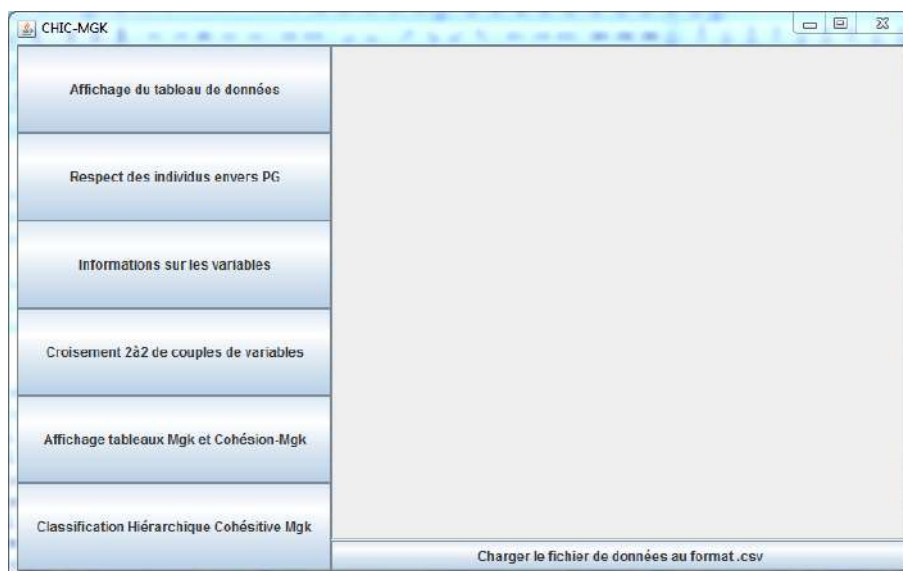 CHIC-MGK
Affichage du tableau de données
Respect des individus envers PG
Informations sur les variables
Croisement 2à2 de couples de variables
Affichage tableaux Mgk et Cohésion-Mgk
Classification Hiérarchique Cohésitive Mgk
Charger le fichier de données au format .csv